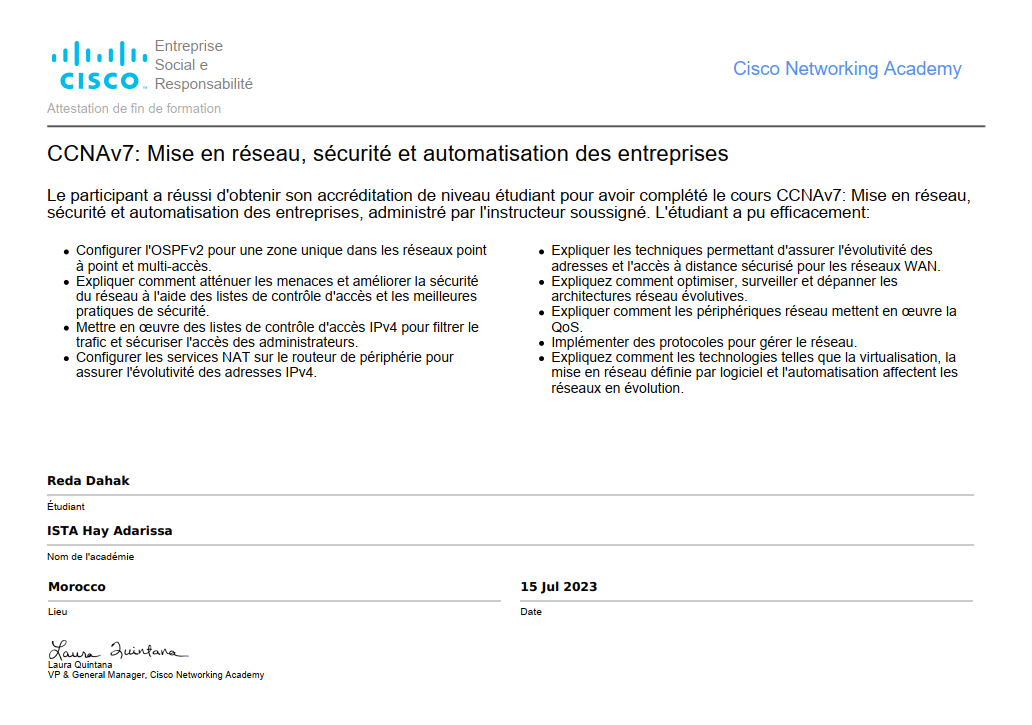 Entreprise
Social e
CISCO Responsabilité
Cisco Networking Academy
Attestation de fin de formation
CCNAv7: Mise en réseau, sécurité et automatisation des entreprises
Le participant a réussi d'obtenir son accréditation de niveau étudiant pour avoir complété le cours CCNAv7: Mise en réseau,
sécurité et automatisation des entreprises, administré par l'instructeur soussigné. L'étudiant a pu efficacement:
• Configurer l'OSPFv2 pour une zone unique dans les réseaux point
à point et multi-accès.
• Expliquer comment atténuer les menaces et améliorer la sécurité
du réseau à l'aide des listes de contrôle d'accès et les meilleures
pratiques de sécurité.
• Mettre en œuvre des listes de contrôle d'accès IPv4 pour filtrer le
trafic et sécuriser l'accès des administrateurs.
• Configurer les services NAT sur le routeur de périphérie pour
assurer l'évolutivité des adresses IPv4.
• Expliquer les techniques permettant d'assurer l'évolutivité des
adresses et l'accès à distance sécurisé pour les réseaux WAN.
• Expliquez comment optimiser, surveiller et dépanner les
architectures réseau évolutives.
• Expliquer comment les périphériques réseau mettent en œuvre la
QoS.
• Implémenter des protocoles pour gérer le réseau.
• Expliquez comment les technologies telles que la virtualisation, la
mise en réseau définie par logiciel et l'automatisation affectent les
réseaux en évolution.
Reda Dahak
Étudiant
ISTA Hay Adarissa
Nom de l'académie
Morocco
Lieu
15 Jul 2023
Date
Laura Quintana
Laura Quintana
VP & General Manager, Cisco Networking Academy